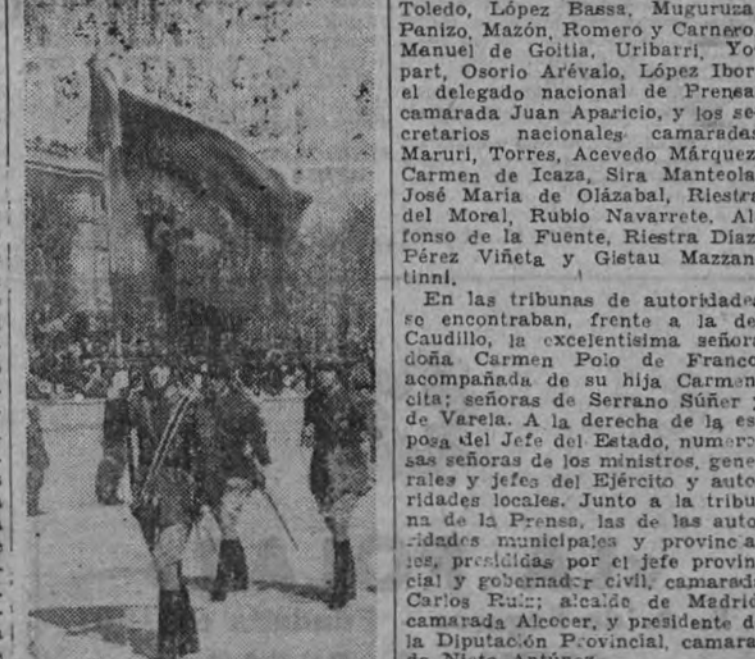 Toledo, López Bassa, Muguruza,
Panizo, Mazón, Romero y Carnero,
Manuel de Goitia, Uribarri, Yo-
part, Osorio Arévalo, López Ibor,
el delegado nacional de Prensa,
camarada Juan Aparicio, y los se-
cretarios nacionales camaradas
Maruri, Torres, Acevedo Márquez,
Carmen de Icaza, Sira Manteola,
José María de Olázabal, Riestra
del Moral, Rubio Navarrete, Al-
fonso de la Fuente, Riestra Díaz,
Pérez Viñeta y Gistau Mazzan-
tinni.
En las tribunas de autoridades
se encontraban, frente a la del
Caudillo, la excelentísima señora
doña Carmen Polo de Franco,
acompañada de su hija Carmen-
cita; señoras de Serrano Súñer y
de Varela. A la derecha de la es-
posa del Jefe del Estado, numero-
sas señoras de los ministros, gene-
rales y jefes del Ejército y auto-
ridades locales. Junto a la tribu-
na de la Prensa, las de las auto-
ridades municipales y provincia-
les, presididas por el jefe provin-
cial y gobernador civil, camarada
Carlos Ruiz; alcalde de Madrid,
camarada Alcocer, y presidente de
la Diputación Provincial, camara-
da Nieto Antúnez